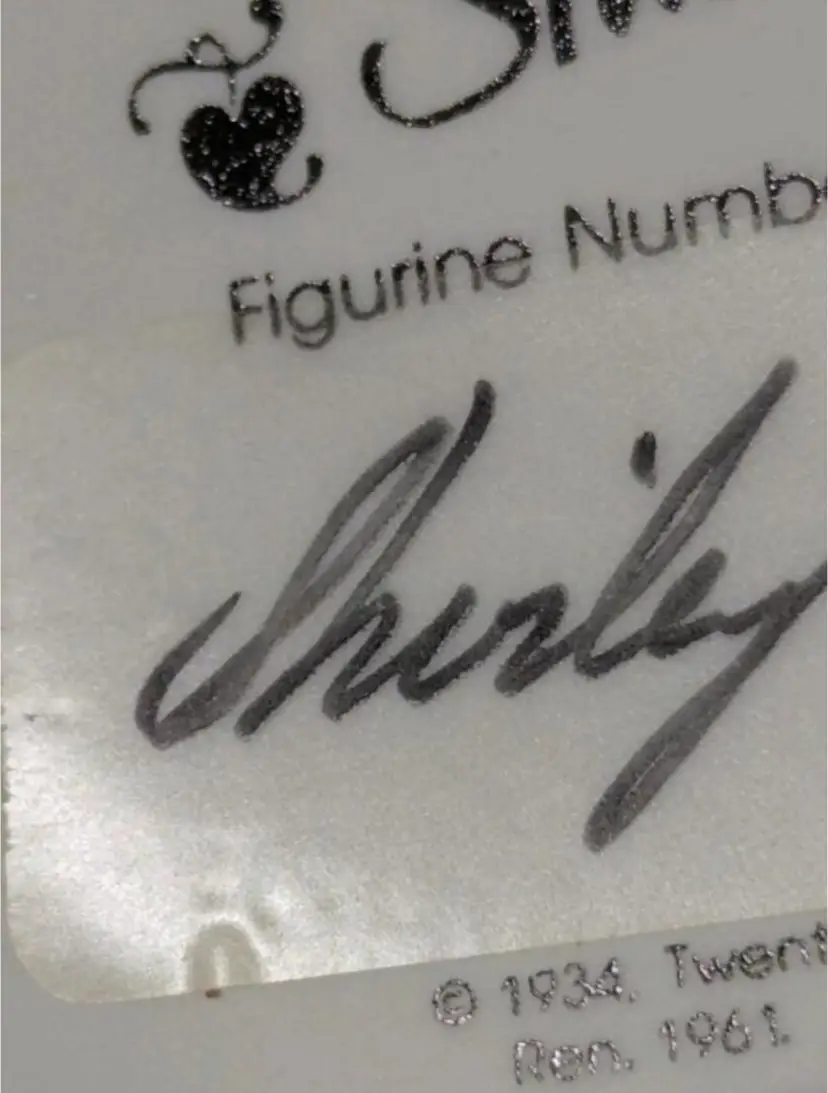 Figurine Numb
Shirley
© 1934. Twent
Ren. 1961.